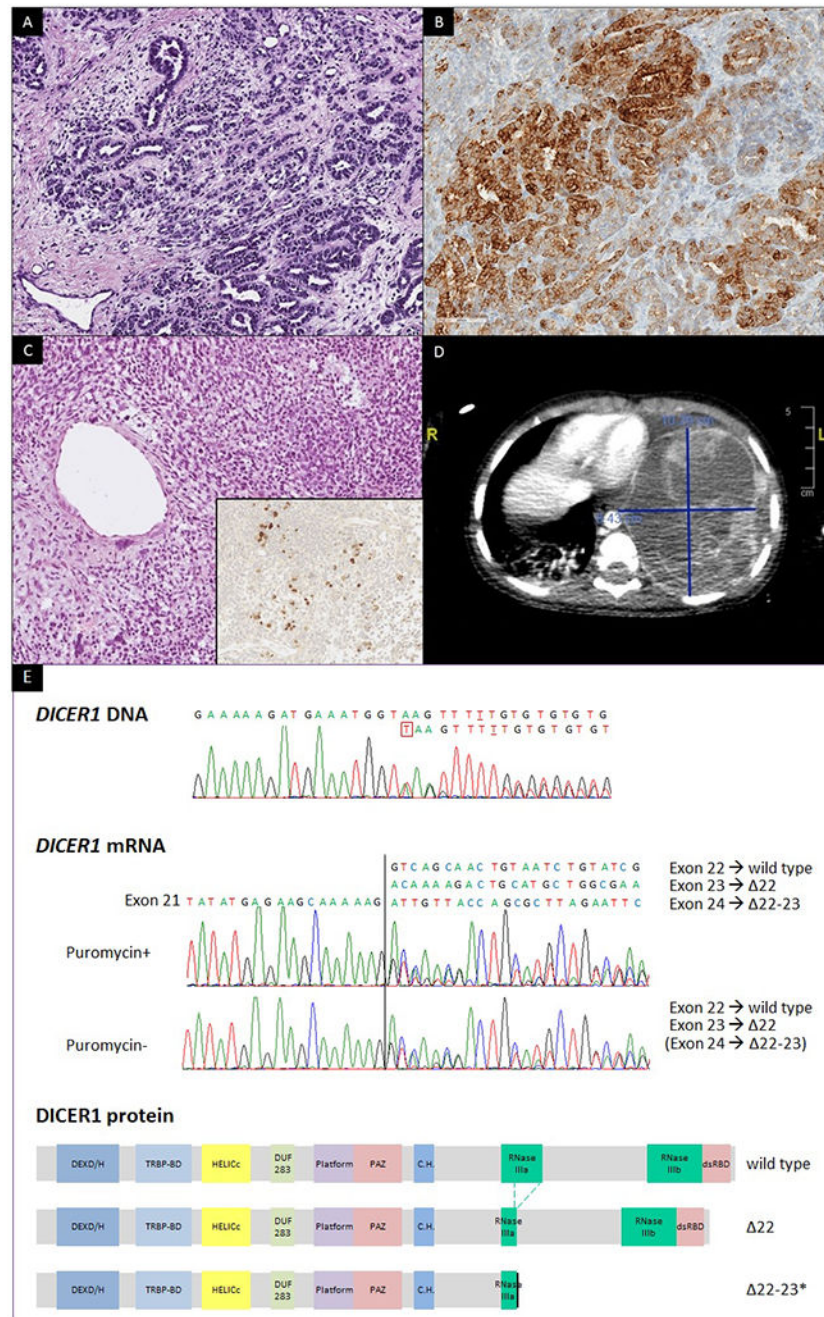 A
B
C
D
R
L
5
cm
E
DICER1 DNA
G A A A A A G A T G A A A T G G T A A G T T T T T G T G T G T G T G
T A A G T T T T T G T G T G T G T
DICER1 mRNA
G T C A G C A A C T G T A A T C T G T A T C G
Exon 22 → wild type
A C A A A A G A C T G C A T G C T G G C G A A
Exon 23 → Δ22
Exon 21
T A T A T G A G A A G C A A A A A G
A T T G T T A C C A G C G C T T A G A A T T C
Exon 24 → Δ22-23
Puromycin+
Puromycin-
Exon 22 → wild type
Exon 23 → Δ22
(Exon 24 → Δ22-23)
DICER1 protein
DEXD/H TRBP-BD HELICc DUF 283 Platform PAZ C.H. RNase IIIa RNase IIIb dsRBD wild type
DEXD/H TRBP-BD HELICc DUF 283 Platform PAZ C.H. RNase IIIa RNase IIIb dsRBD Δ22
DEXD/H TRBP-BD HELICc DUF 283 Platform PAZ C.H. RNase IIIa Δ22-23*